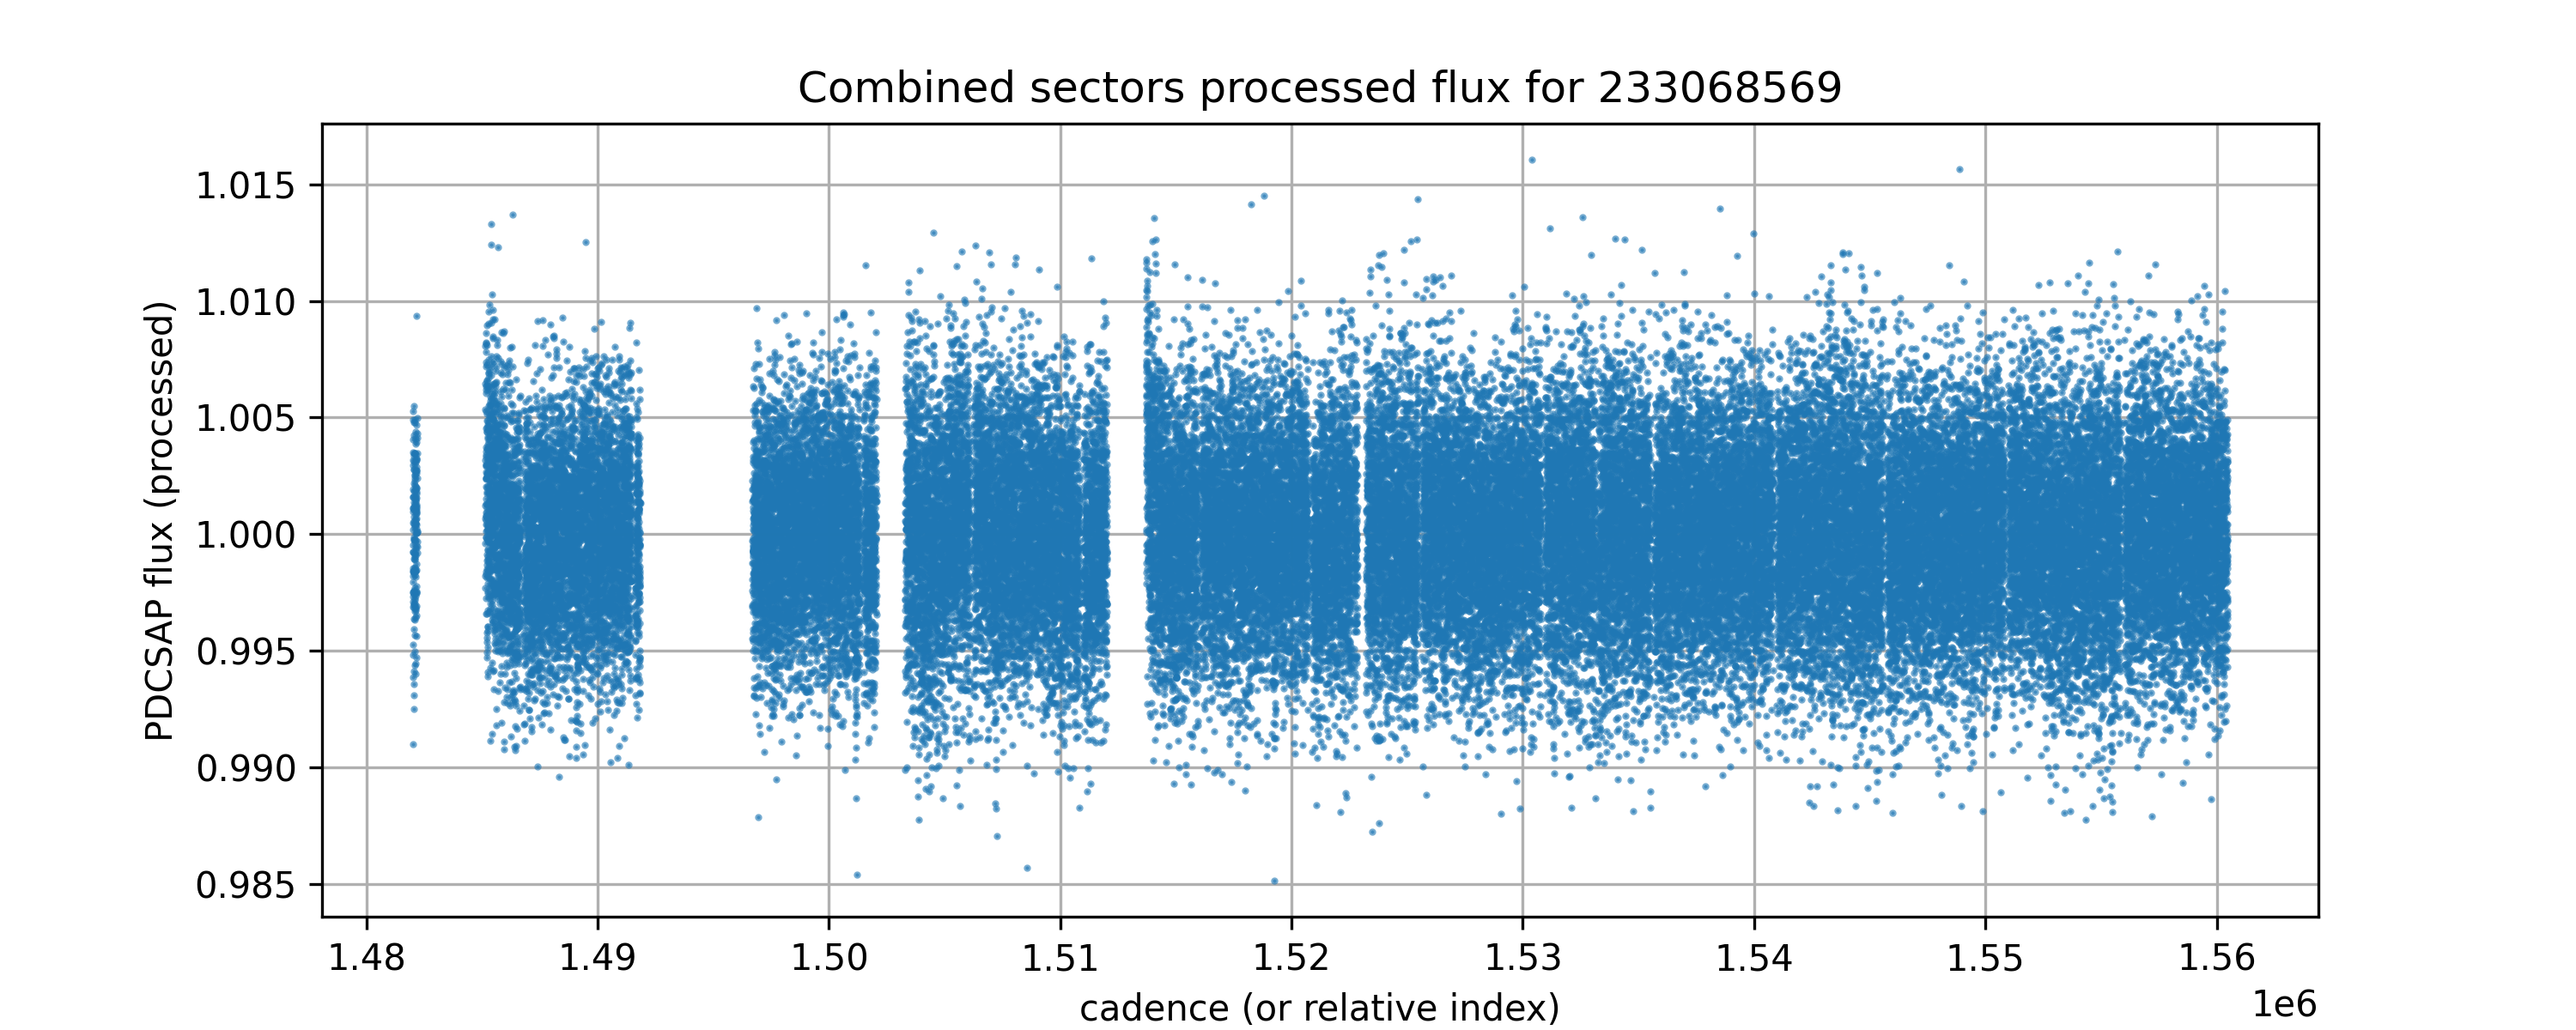 Combined sectors processed flux for 233068569
PDCSAP flux (processed)
1.015
1.010
1.005
1.000
0.995
0.990
0.985
1.48 1.49 1.50 1.51 1.52 1.53 1.54 1.55 1.56
cadence (or relative index)
1e6